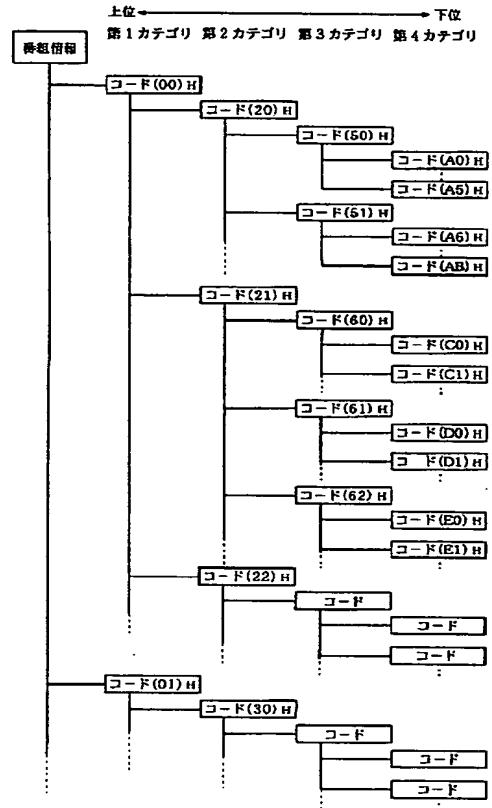 上位 下位
第1カテゴリ 第2カテゴリ 第3カテゴリ 第4カテゴリ
番組情報
コード(00)H
コード(20)H
コード(50)H
コード(A0)H
コード(A5)H
コード(51)H
コード(A6)H
コード(AB)H
コード(21)H
コード(60)H
コード(C0)H
コード(C1)H
コード(61)H
コード(D0)H
コード(D1)H
コード(62)H
コード(E0)H
コード(E1)H
コード(22)H
コード
コード
コード
コード(01)H
コード(30)H
コード
コード
コード